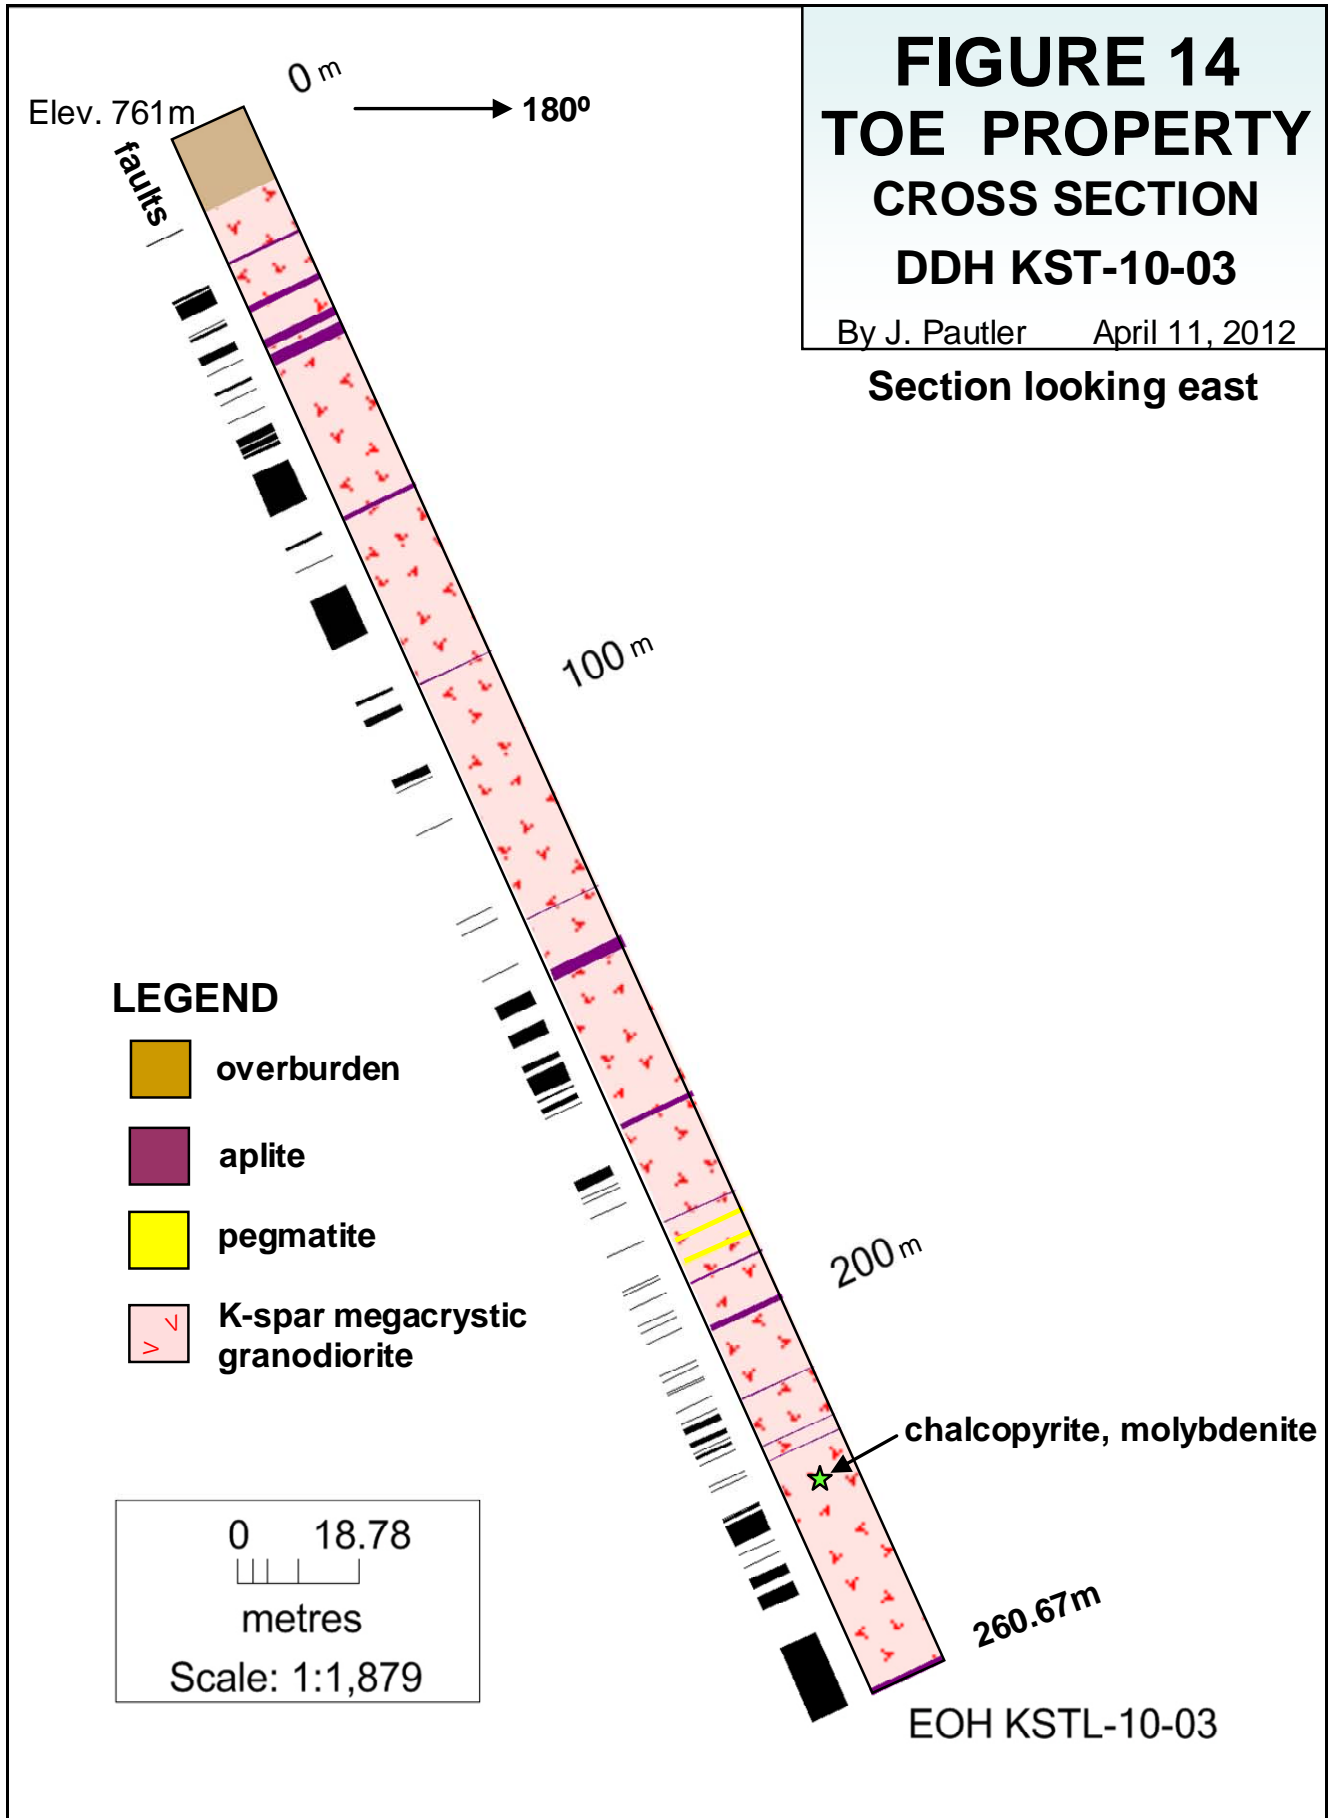 FIGURE 14
TOE PROPERTY
CROSS SECTION
DDH KST-10-03
By J. Pautler April 11, 2012
Section looking east
0 m
Elev. 761m
180º
faults
100 m
200 m
LEGEND
overburden
aplite
pegmatite
K-spar megacrystic
granodiorite
chalcopyrite, molybdenite
0 18.78
metres
Scale: 1:1,879
260.67m
EOH KSTL-10-03